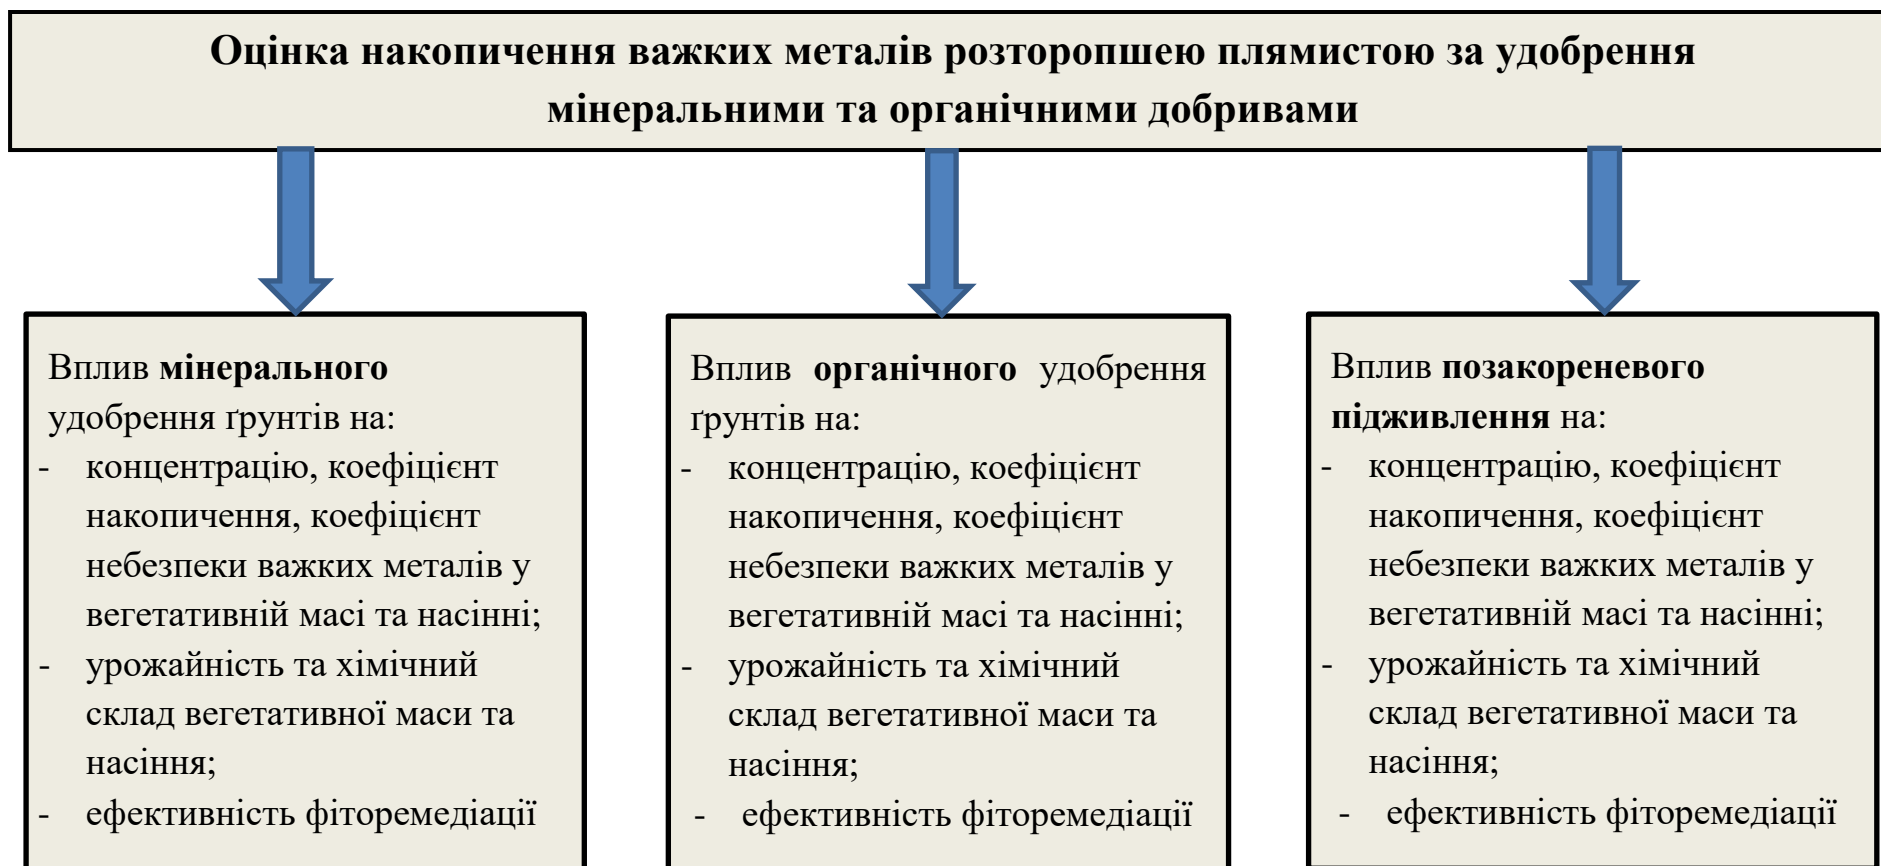 Оцінка накопичення важких металів розторопшею плямистою за удобрення
мінеральними та органічними добривами
Вплив мінерального
удобрення ґрунтів на:
- концентрацію, коефіцієнт
накопичення, коефіцієнт
небезпеки важких металів у
вегетативній масі та насінні;
- урожайність та хімічний
склад вегетативної маси та
насіння;
- ефективність фіторемедіації
Вплив органічного удобрення
ґрунтів на:
- концентрацію, коефіцієнт
накопичення, коефіцієнт
небезпеки важких металів у
вегетативній масі та насінні;
- урожайність та хімічний
склад вегетативної маси та
насіння;
- ефективність фіторемедіації
Вплив позакореневого
підживлення на:
- концентрацію, коефіцієнт
накопичення, коефіцієнт
небезпеки важких металів у
вегетативній масі та насінні;
- урожайність та хімічний
склад вегетативної маси та
насіння;
- ефективність фіторемедіації